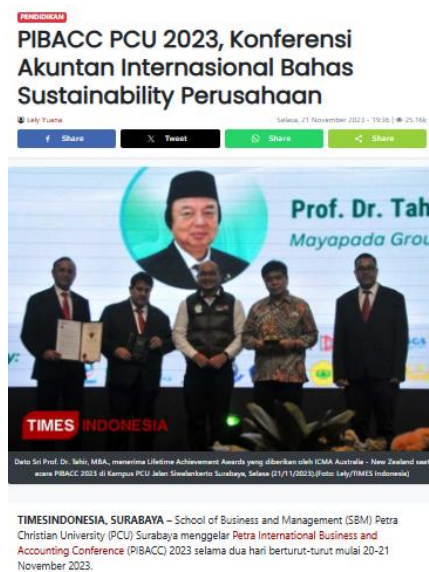 PENDIDIKAN
PIBACC PCU 2023, Konferensi
Akuntan Internasional Bahas
Sustainability Perusahaan
Lely Yuana
Selasa, 21 November 2023 - 19:36 | 25.16k
Share
Tweet
Share
Share
Prof. Dr. Tah
Mayapada Grou
TIMES INDONESIA
Dato Sri Prof. Dr. Tahir, MBA., menerima Lifetime Achievement Awards yang diberikan oleh ICMA Australia - New Zealand saat
acara PIBACC 2023 di Kampus PCU Jalan Siwalankerto Surabaya, Selasa (21/11/2023).(Foto: Lely/TIMES Indonesia)
TIMESINDONESIA, SURABAYA – School of Business and Management (SBM) Petra
Christian University (PCU) Surabaya menggelar Petra International Business and
Accounting Conference (PIBACC) 2023 selama dua hari berturut-turut mulai 20-21
November 2023.